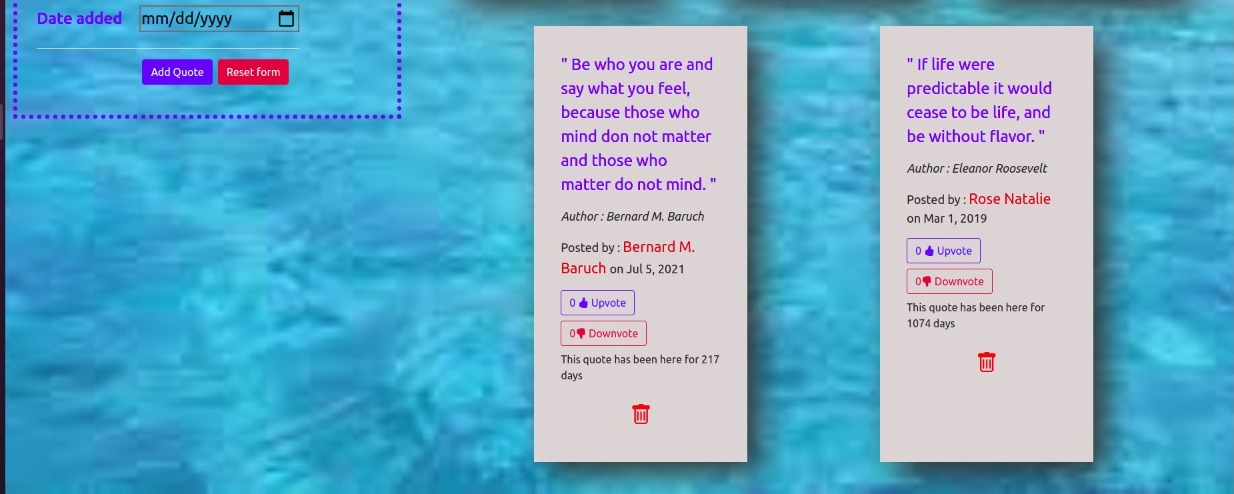 Date added mm/dd/yyyy
Add Quote Reset form
" Be who you are and
say what you feel,
because those who
mind don not matter
and those who
matter do not mind. "
Author : Bernard M. Baruch
Posted by : Bernard M.
Baruch on Jul 5, 2021
0 Upvote
0 Downvote
This quote has been here for 217
days
" If life were
predictable it would
cease to be life, and
be without flavor. "
Author : Eleanor Roosevelt
Posted by : Rose Natalie
on Mar 1, 2019
0 Upvote
0 Downvote
This quote has been here for
1074 days